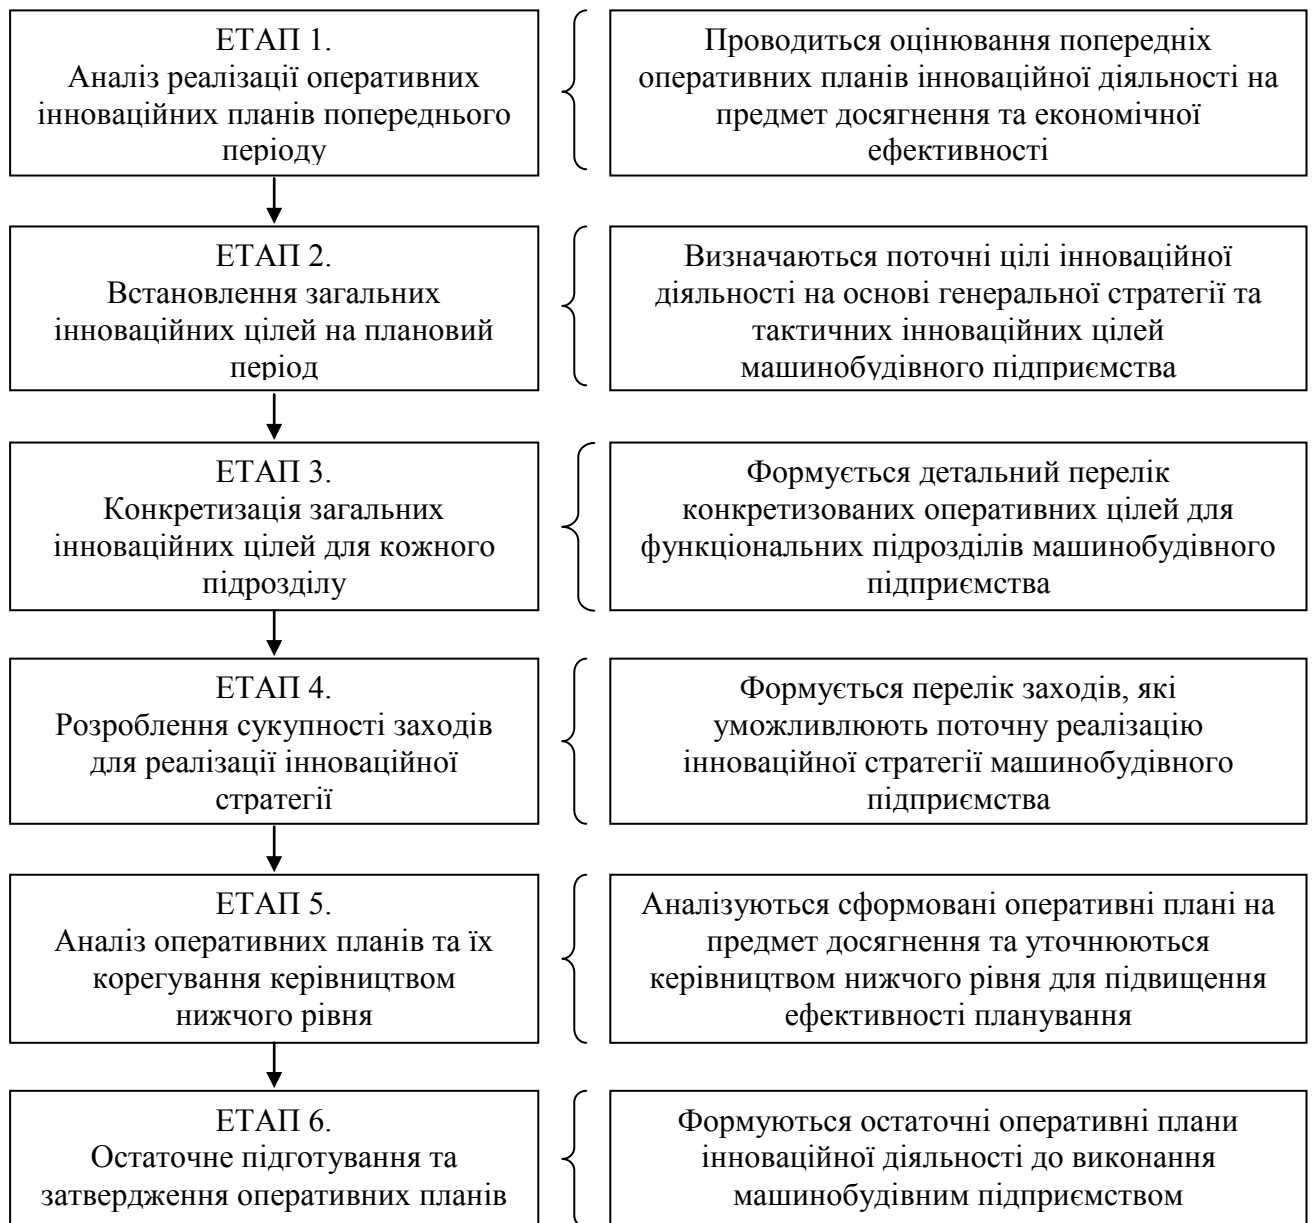 ЕТАП 1.
Аналіз реалізації оперативних
інноваційних планів попереднього
періоду
Проводиться оцінювання попередніх
оперативних планів інноваційної діяльності на
предмет досягнення та економічної
ефективності
ЕТАП 2.
Встановлення загальних
інноваційних цілей на плановий
період
Визначаються поточні цілі інноваційної
діяльності на основі генеральної стратегії та
тактичних інноваційних цілей
машинобудівного підприємства
ЕТАП 3.
Конкретизація загальних
інноваційних цілей для кожного
підрозділу
Формується детальний перелік
конкретизованих оперативних цілей для
функціональних підрозділів машинобудівного
підприємства
ЕТАП 4.
Розроблення сукупності заходів
для реалізації інноваційної
стратегії
Формується перелік заходів, які
уможливлюють поточну реалізацію
інноваційної стратегії машинобудівного
підприємства
ЕТАП 5.
Аналіз оперативних планів та їх
корегування керівництвом
нижчого рівня
Аналізуються сформовані оперативні плані на
предмет досягнення та уточнюються
керівництвом нижчого рівня для підвищення
ефективності планування
ЕТАП 6.
Остаточне підготування та
затвердження оперативних планів
Формуються остаточні оперативні плани
інноваційної діяльності до виконання
машинобудівним підприємством